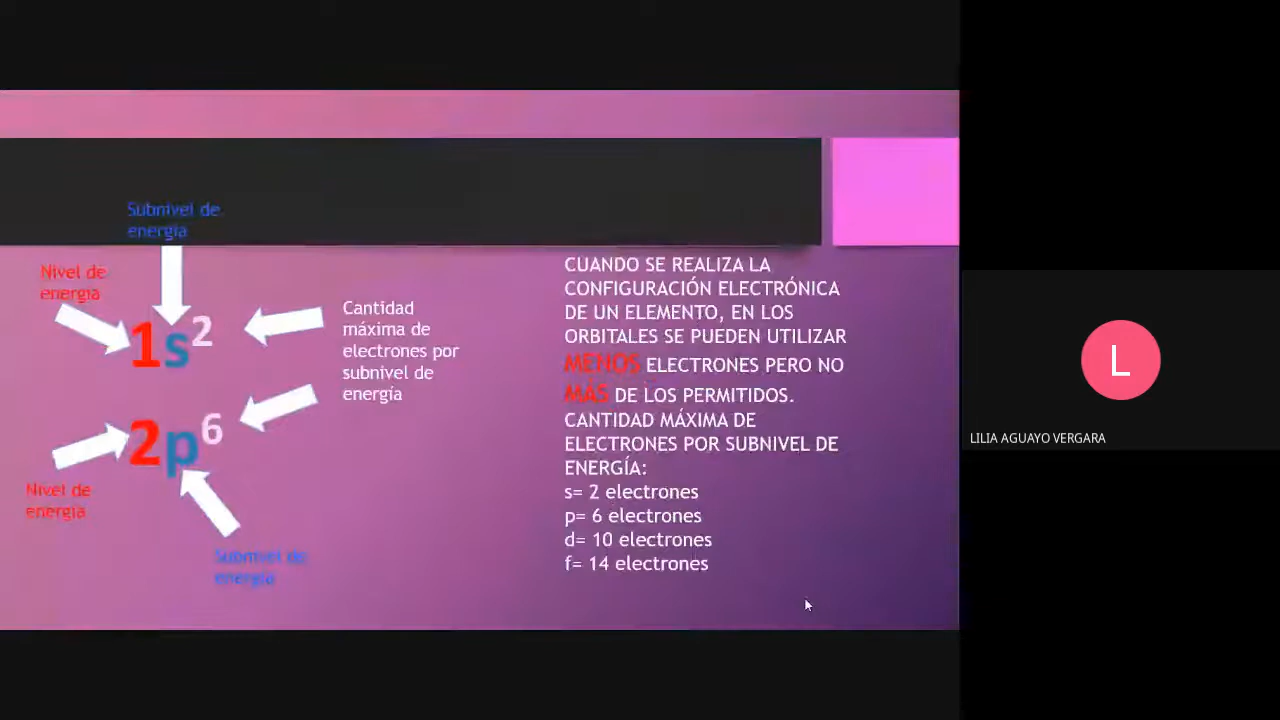 Subnivel de
energía
Nivel de
energía
1s2
Cantidad
máxima de
electrones por
subnivel de
energía
2p6
Nivel de
energía
Subnivel de
energía
CUANDO SE REALIZA LA
CONFIGURACIÓN ELECTRÓNICA
DE UN ELEMENTO, EN LOS
ORBITALES SE PUEDEN UTILIZAR
MENOS ELECTRONES PERO NO
MÁS DE LOS PERMITIDOS.
CANTIDAD MÁXIMA DE
ELECTRONES POR SUBNIVEL DE
ENERGÍA:
s= 2 electrones
p= 6 electrones
d= 10 electrones
f= 14 electrones
L
LILIA AGUAYO VERGARA